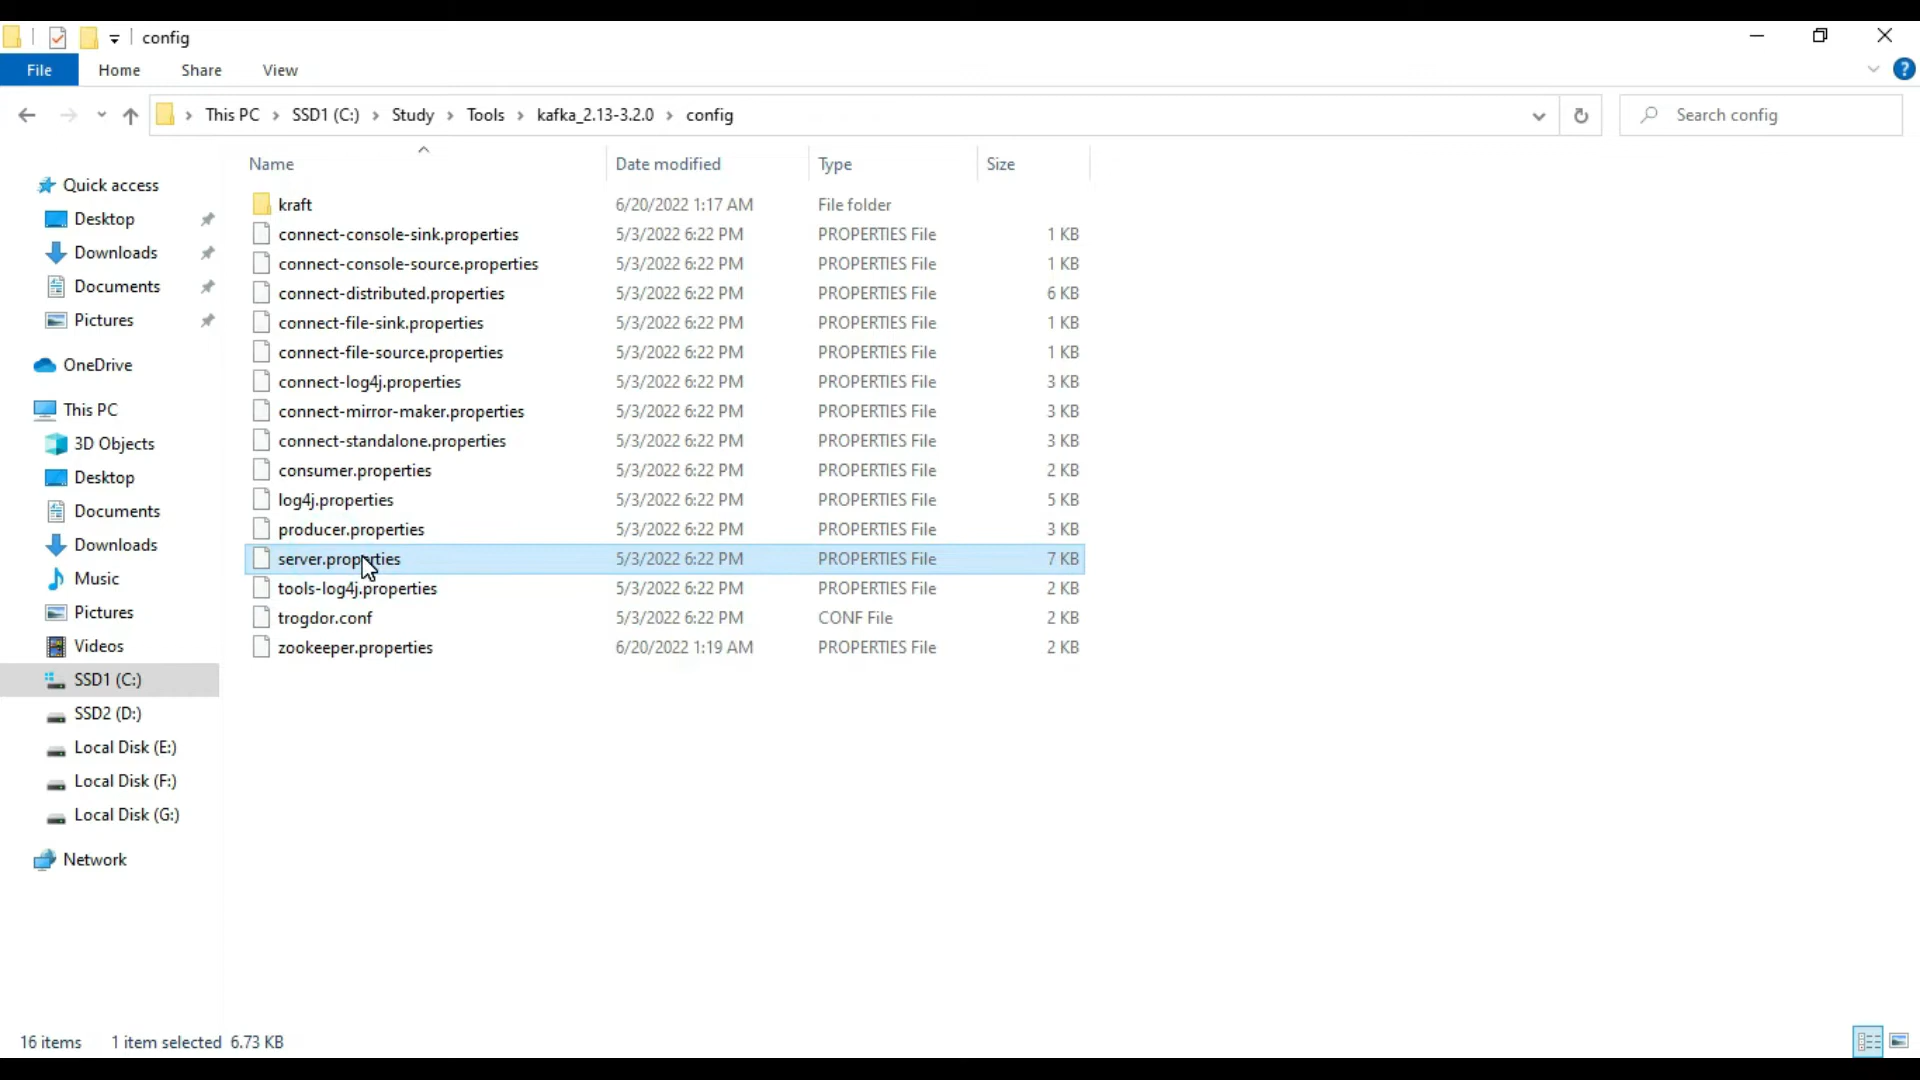 config
File Home Share View
This PC SSD1 (C:) Study Tools kafka_2.13-3.2.0 config Search config
Name Date modified Type Size
kraft 6/20/2022 1:17 AM File folder
connect-console-sink.properties 5/3/2022 6:22 PM PROPERTIES File 1 KB
connect-console-source.properties 5/3/2022 6:22 PM PROPERTIES File 1 KB
connect-distributed.properties 5/3/2022 6:22 PM PROPERTIES File 6 KB
connect-file-sink.properties 5/3/2022 6:22 PM PROPERTIES File 1 KB
connect-file-source.properties 5/3/2022 6:22 PM PROPERTIES File 1 KB
connect-log4j.properties 5/3/2022 6:22 PM PROPERTIES File 3 KB
connect-mirror-maker.properties 5/3/2022 6:22 PM PROPERTIES File 3 KB
connect-standalone.properties 5/3/2022 6:22 PM PROPERTIES File 3 KB
consumer.properties 5/3/2022 6:22 PM PROPERTIES File 2 KB
log4j.properties 5/3/2022 6:22 PM PROPERTIES File 5 KB
producer.properties 5/3/2022 6:22 PM PROPERTIES File 3 KB
server.properties 5/3/2022 6:22 PM PROPERTIES File 7 KB
tools-log4j.properties 5/3/2022 6:22 PM PROPERTIES File 2 KB
trogdor.conf 5/3/2022 6:22 PM CONF File 2 KB
zookeeper.properties 6/20/2022 1:19 AM PROPERTIES File 2 KB
Quick access
Desktop
Downloads
Documents
Pictures
OneDrive
This PC
3D Objects
Desktop
Documents
Downloads
Music
Pictures
Videos
SSD1 (C:)
SSD2 (D:)
Local Disk (E:)
Local Disk (F:)
Local Disk (G:)
Network
16 items 1 item selected 6.73 KB